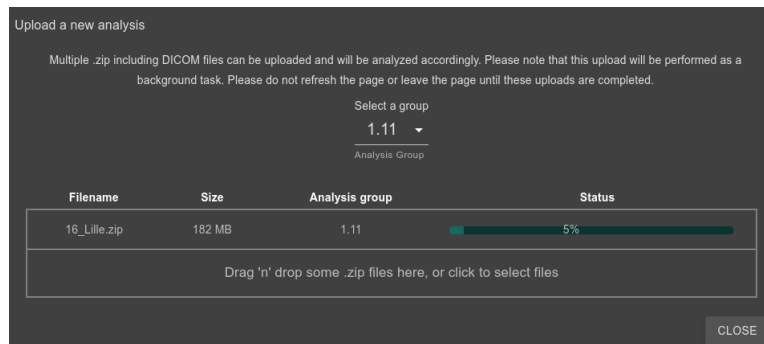 Upload a new analysis
Multiple .zip including DICOM files can be uploaded and will be analyzed accordingly. Please note that this upload will be performed as a
background task. Please do not refresh the page or leave the page until these uploads are completed.
Select a group
1.11
Analysis Group
Filename Size Analysis group Status
16_Lille.zip 182 MB 1.11 5%
Drag 'n' drop some .zip files here, or click to select files
CLOSE